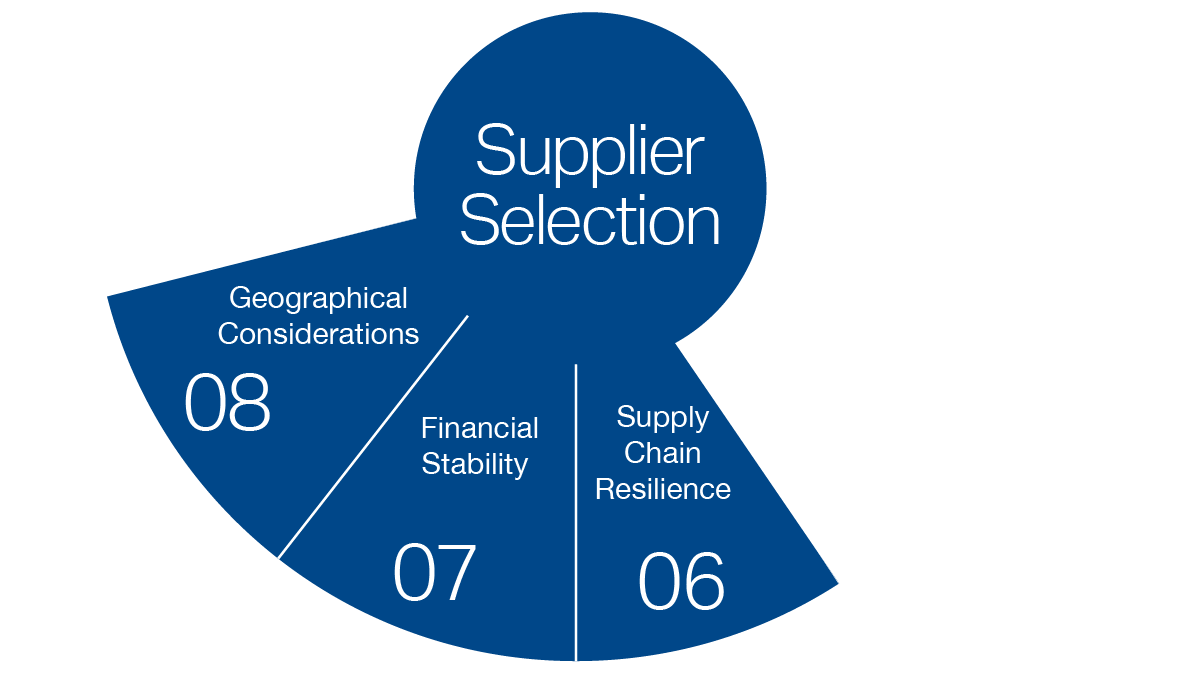 Supplier
Selection
Geographical
Considerations
08
Financial
Stability
07
Supply
Chain
Resilience
06